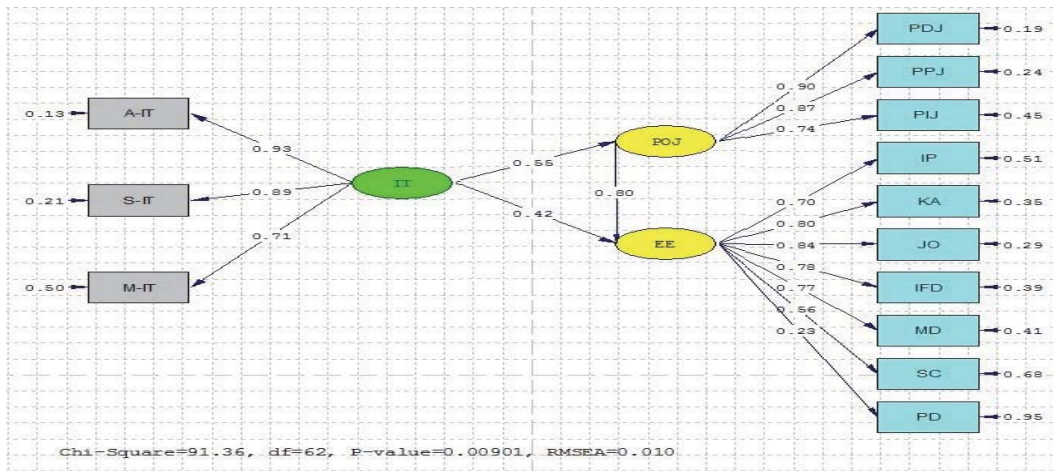 PDJ
0.19
PPJ
0.24
0.90
0.13
A-IT
0.87
PIJ
0.45
0.74
POJ
0.93
0.55
IP
0.51
IT
0.80
0.89
0.70
S-IT
0.21
KA
0.35
0.80
0.42
0.71
EE
0.84
JO
0.29
0.78
M-IT
0.50
0.77
IFD
0.39
0.56
0.23
MD
0.41
SC
0.68
PD
0.95
Chi-Square=91.36, df=62, P-value=0.00901, RMSEA=0.010